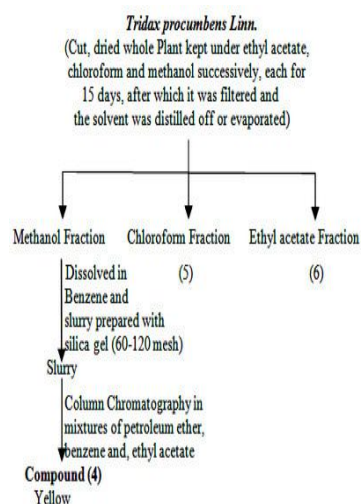 Tridax procumbens Linn.
(Cut, dried whole Plant kept under ethyl acetate,
chloroform and methanol successively, each for
15 days, after which it was filtered and
the solvent was distilled off or evaporated)
Methanol Fraction Chloroform Fraction Ethyl acetate Fraction
(5) (6)
Dissolved in
Benzene and
slurry prepared with
silica gel (60-120 mesh)
Slurry
Column Chromatography in
mixtures of petroleum ether,
benzene and, ethyl acetate
Compound (4)
Yellow